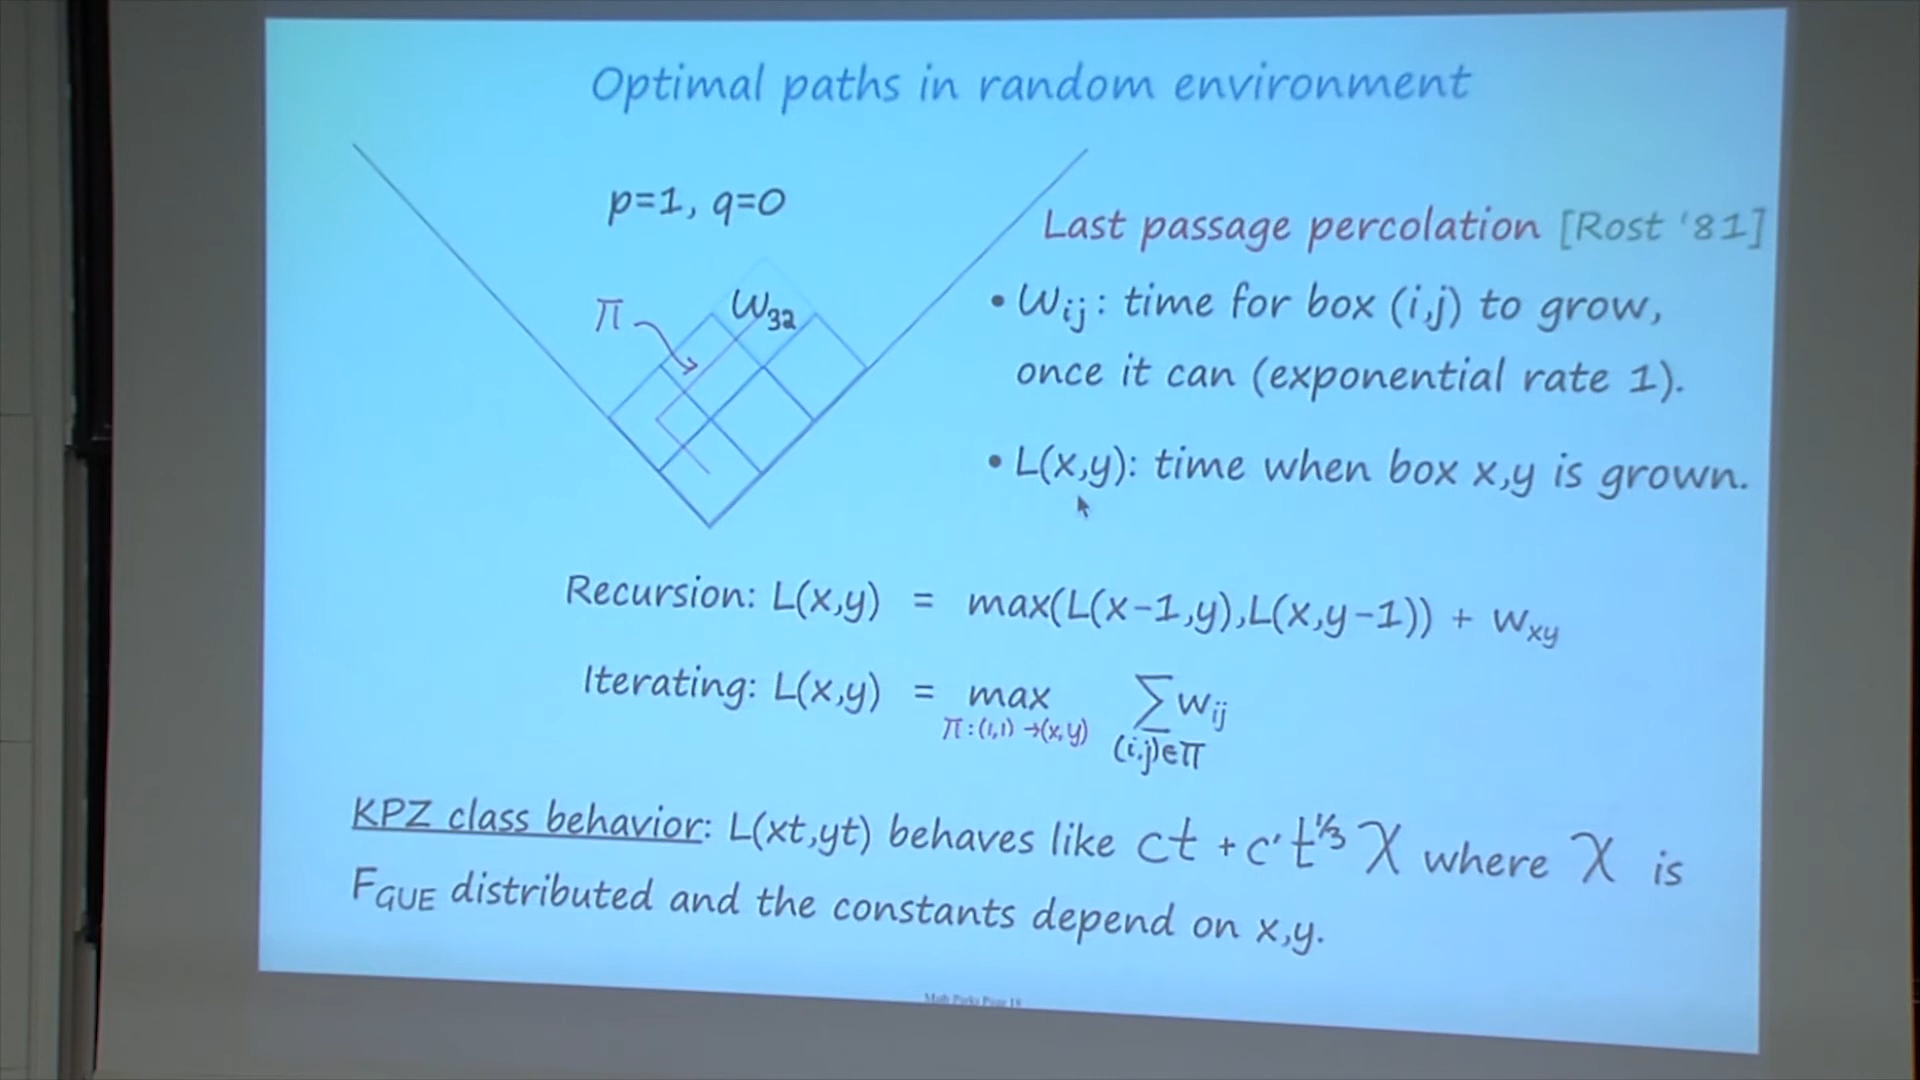 Optimal paths in random environment
p=1, q=0
π
W32
Last passage percolation [Rost '81]
• Wij: time for box (i,j) to grow,
once it can (exponential rate 1).
• L(x,y): time when box x,y is grown.
Recursion: L(x,y) = max(L(x-1,y),L(x,y-1)) + wxy
Iterating: L(x,y) = max ∑wij
π:(1,1)→(x,y) (i,j)∈π
KPZ class behavior: L(xt,yt) behaves like ct + c' t^1/3 χ where χ is
FGUE distributed and the constants depend on x,y.